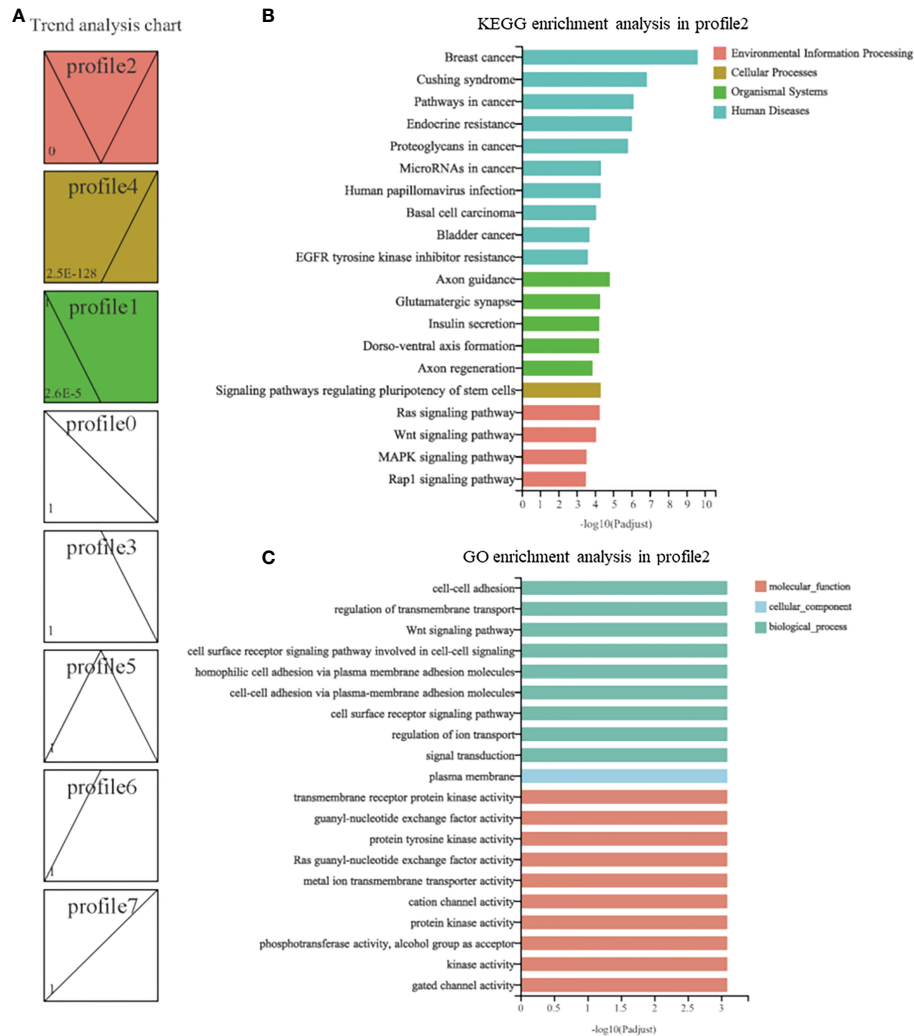 A
Trend analysis chart
profile2
0
profile4
2.5E-128
profile1
1
2.6E-5
profile0
1
profile3
1
profile5
1
profile6
1
profile7
1
B
KEGG enrichment analysis in profile2
Breast cancer
Cushing syndrome
Pathways in cancer
Endocrine resistance
Proteoglycans in cancer
MicroRNAs in cancer
Human papillomavirus infection
Basal cell carcinoma
Bladder cancer
EGFR tyrosine kinase inhibitor resistance
Axon guidance
Glutamatergic synapse
Insulin secretion
Dorso-ventral axis formation
Axon regeneration
Signaling pathways regulating pluripotency of stem cells
Ras signaling pathway
Wnt signaling pathway
MAPK signaling pathway
Rap1 signaling pathway
0 1 2 3 4 5 6 7 8 9 10
-log10(Padjust)
Environmental Information Processing
Cellular Processes
Organismal Systems
Human Diseases
C
GO enrichment analysis in profile2
cell-cell adhesion
regulation of transmembrane transport
Wnt signaling pathway
cell surface receptor signaling pathway involved in cell-cell signaling
homophilic cell adhesion via plasma membrane adhesion molecules
cell-cell adhesion via plasma-membrane adhesion molecules
cell surface receptor signaling pathway
regulation of ion transport
signal transduction
plasma membrane
transmembrane receptor protein kinase activity
guanyl-nucleotide exchange factor activity
protein tyrosine kinase activity
Ras guanyl-nucleotide exchange factor activity
metal ion transmembrane transporter activity
cation channel activity
protein kinase activity
phosphotransferase activity, alcohol group as acceptor
kinase activity
gated channel activity
0 0.5 1 1.5 2 2.5 3
-log10(Padjust)
molecular_function
cellular_component
biological_process